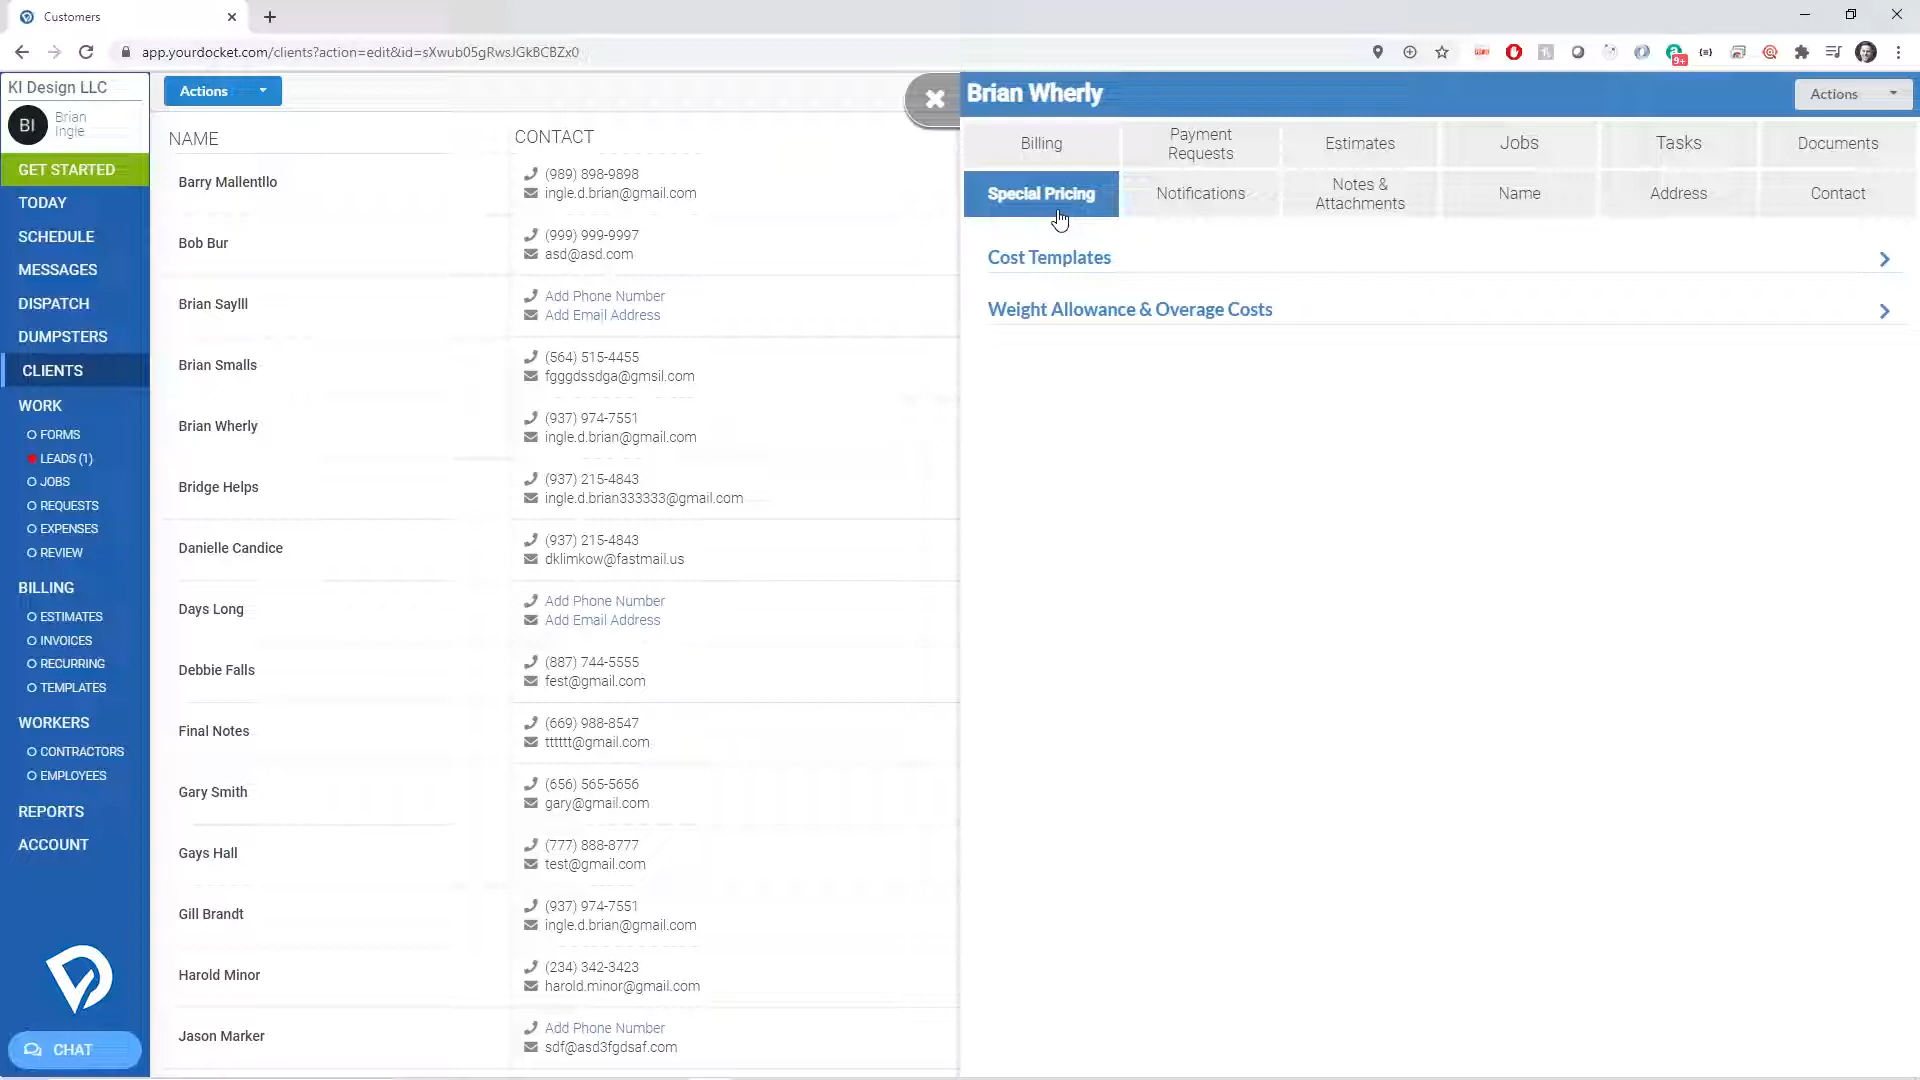 Customers
app.yourdocket.com/clients?action=edit&id=sXwub05gRwsJGkBCBZx0
9+
KI Design LLC
BI
Brian
Ingle
GET STARTED
TODAY
SCHEDULE
MESSAGES
DISPATCH
DUMPSTERS
CLIENTS
WORK
FORMS
LEADS (1)
JOBS
REQUESTS
EXPENSES
REVIEW
BILLING
ESTIMATES
INVOICES
RECURRING
TEMPLATES
WORKERS
CONTRACTORS
EMPLOYEES
REPORTS
ACCOUNT
CHAT
Actions
NAME CONTACT
Barry Mallentllo
(989) 898-9898
ingle.d.brian@gmail.com
Bob Bur
(999) 999-9997
asd@asd.com
Brian Saylll
Add Phone Number
Add Email Address
Brian Smalls
(564) 515-4455
fgggdssdga@gmsil.com
Brian Wherly
(937) 974-7551
ingle.d.brian@gmail.com
Bridge Helps
(937) 215-4843
ingle.d.brian333333@gmail.com
Danielle Candice
(937) 215-4843
dklimkow@fastmail.us
Days Long
Add Phone Number
Add Email Address
Debbie Falls
(887) 744-5555
fest@gmail.com
Final Notes
(669) 988-8547
tttttt@gmail.com
Gary Smith
(656) 565-5656
gary@gmail.com
Gays Hall
(777) 888-8777
test@gmail.com
Gill Brandt
(937) 974-7551
ingle.d.brian@gmail.com
Harold Minor
(234) 342-3423
harold.minor@gmail.com
Jason Marker
Add Phone Number
sdf@asd3fgdsaf.com
Brian Wherly
Actions
Billing
Payment
Requests
Estimates
Jobs
Tasks
Documents
Special Pricing
Notifications
Notes &
Attachments
Name
Address
Contact
Cost Templates
Weight Allowance & Overage Costs